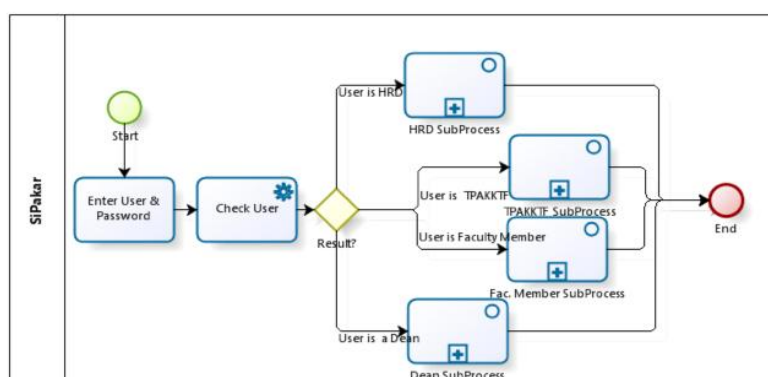 SiPakar
Start
Enter User &
Password
Check User
Result?
User is HRD
HRD SubProcess
User is TPAKKTF
TPAKKTF SubProcess
User is Faculty Member
Fac. Member SubProcess
User is a Dean
Dean SubProcess
End